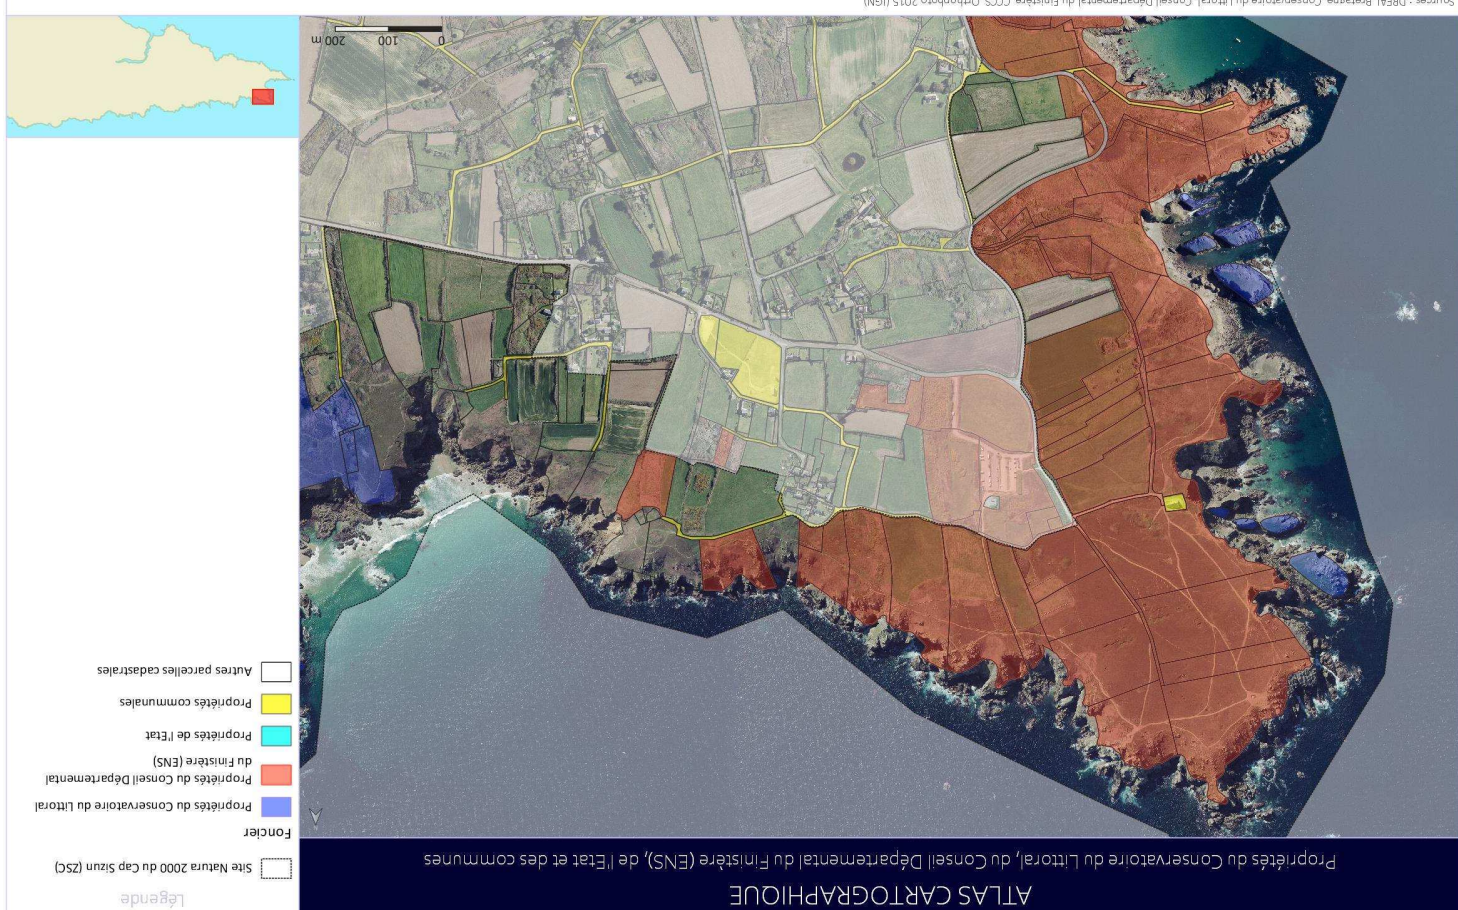 ATLAS CARTOGRAPHIQUE
Propriétés du Conservatoire du Littoral, du Conseil Départemental du Finistère (ENS), de l'Etat et des communes
Légende
Site Natura 2000 du Cap Sizun (ZSC)
Foncier
Propriétés du Conservatoire du Littoral
Propriétés du Conseil Départemental
du Finistère (ENS)
Propriétés de l'Etat
Propriétés communales
Autres parcelles cadastrales
0 100 200 m
Sources : DREAL Bretagne, Conservatoire du Littoral, Conseil Départemental du Finistère, CCCS, Orthophoto 2015 (IGN)